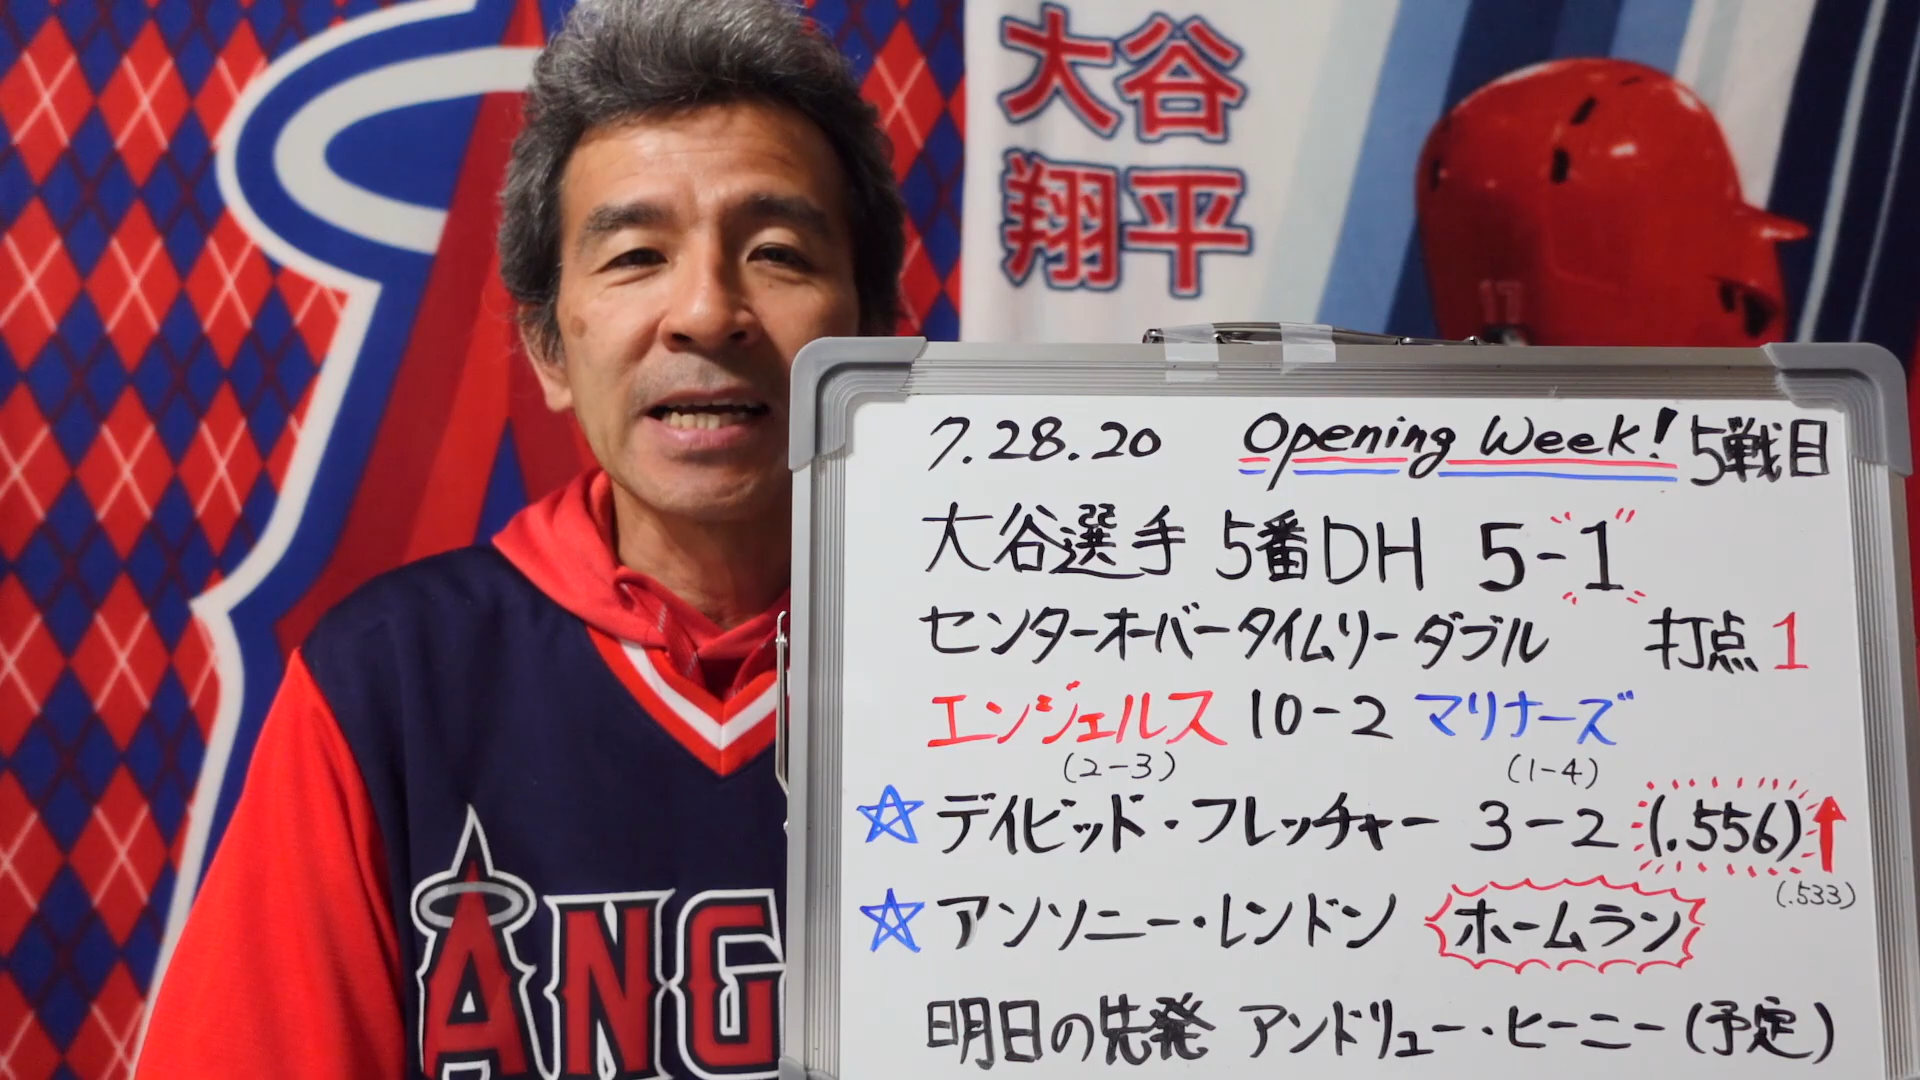 大谷
翔平
7.28.20 Opening Week! 5戦目
大谷選手 5番DH 5-1
センターオーバータイムリーダブル 打点1
エンジェルス 10-2 マリナーズ
(2-3) (1-4)
☆デイビッド・フレッチャー 3-2 (.556)↑
(.533)
☆アンソニー・レンドン ホームラン
明日の先発 アンドリュー・ヒーニー(予定)
ANG